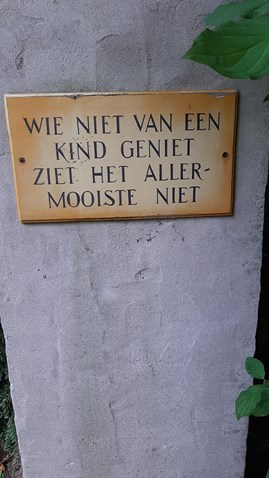 WIE NIET VAN EEN
KIND GENIET
ZIET HET ALLER-
MOOISTE NIET